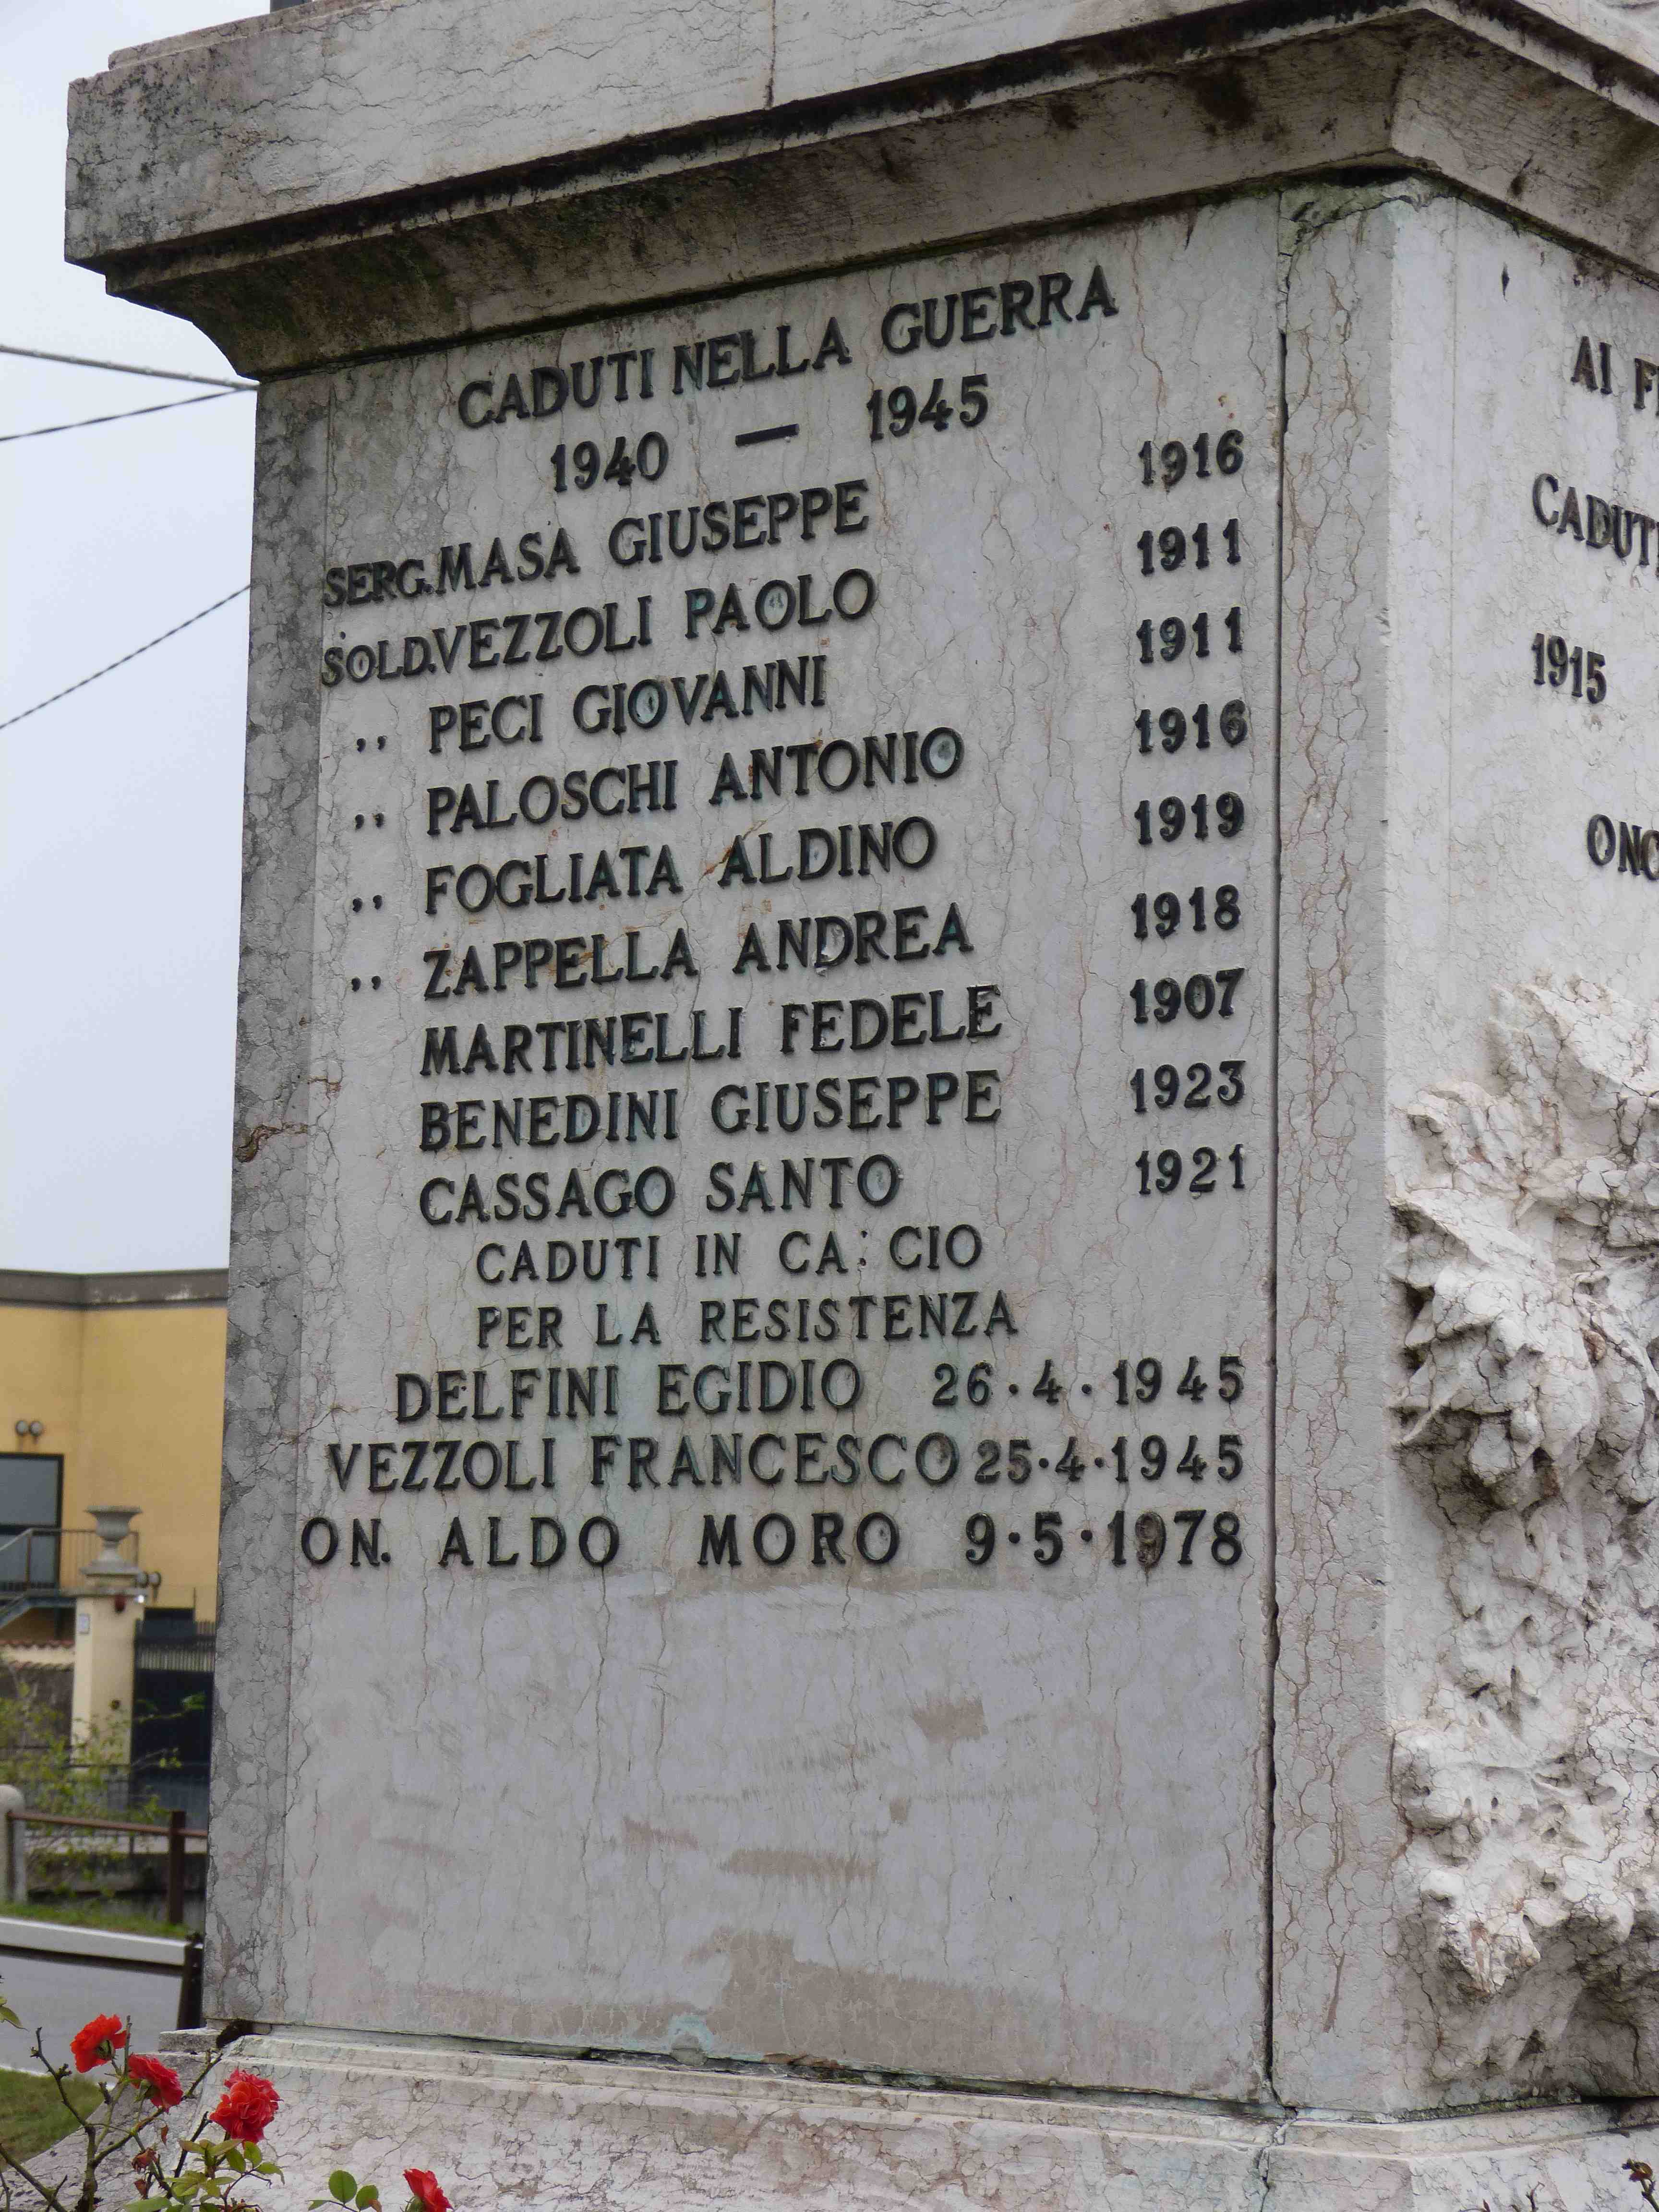 CADUTI NELLA GUERRA
1940 — 1945
SERG. MASA GIUSEPPE 1916
SOLD. VEZZOLI PAOLO 1911
,, PECI GIOVANNI 1911
,, PALOSCHI ANTONIO 1916
,, FOGLIATA ALDINO 1919
,, ZAPPELLA ANDREA 1918
MARTINELLI FEDELE 1907
BENEDINI GIUSEPPE 1923
CASSAGO SANTO 1921
CADUTI IN CA: CIO
PER LA RESISTENZA
DELFINI EGIDIO 26·4·1945
VEZZOLI FRANCESCO 25·4·1945
ON. ALDO MORO 9·5·1978
AI
CADUTI
1915